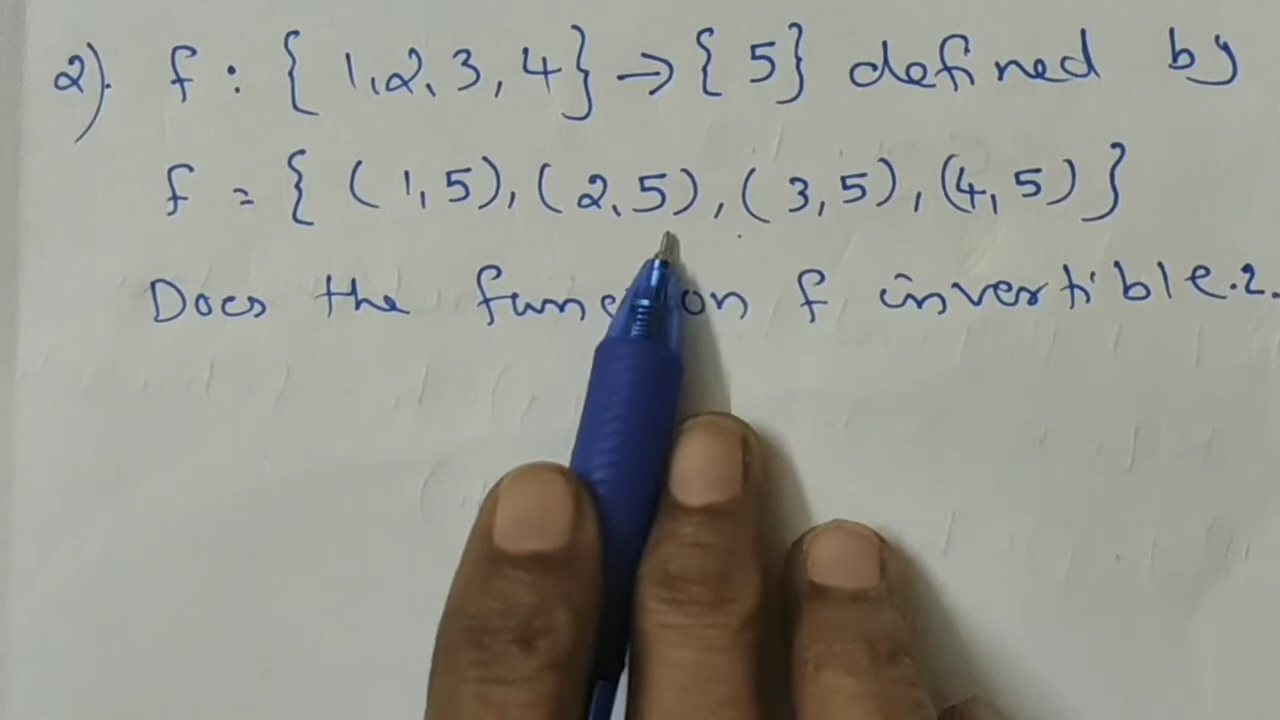 2). f : { 1,2,3,4} → { 5} defined by
f = { (1,5), (2,5), (3,5), (4,5) }
Does the function f invertible.2.